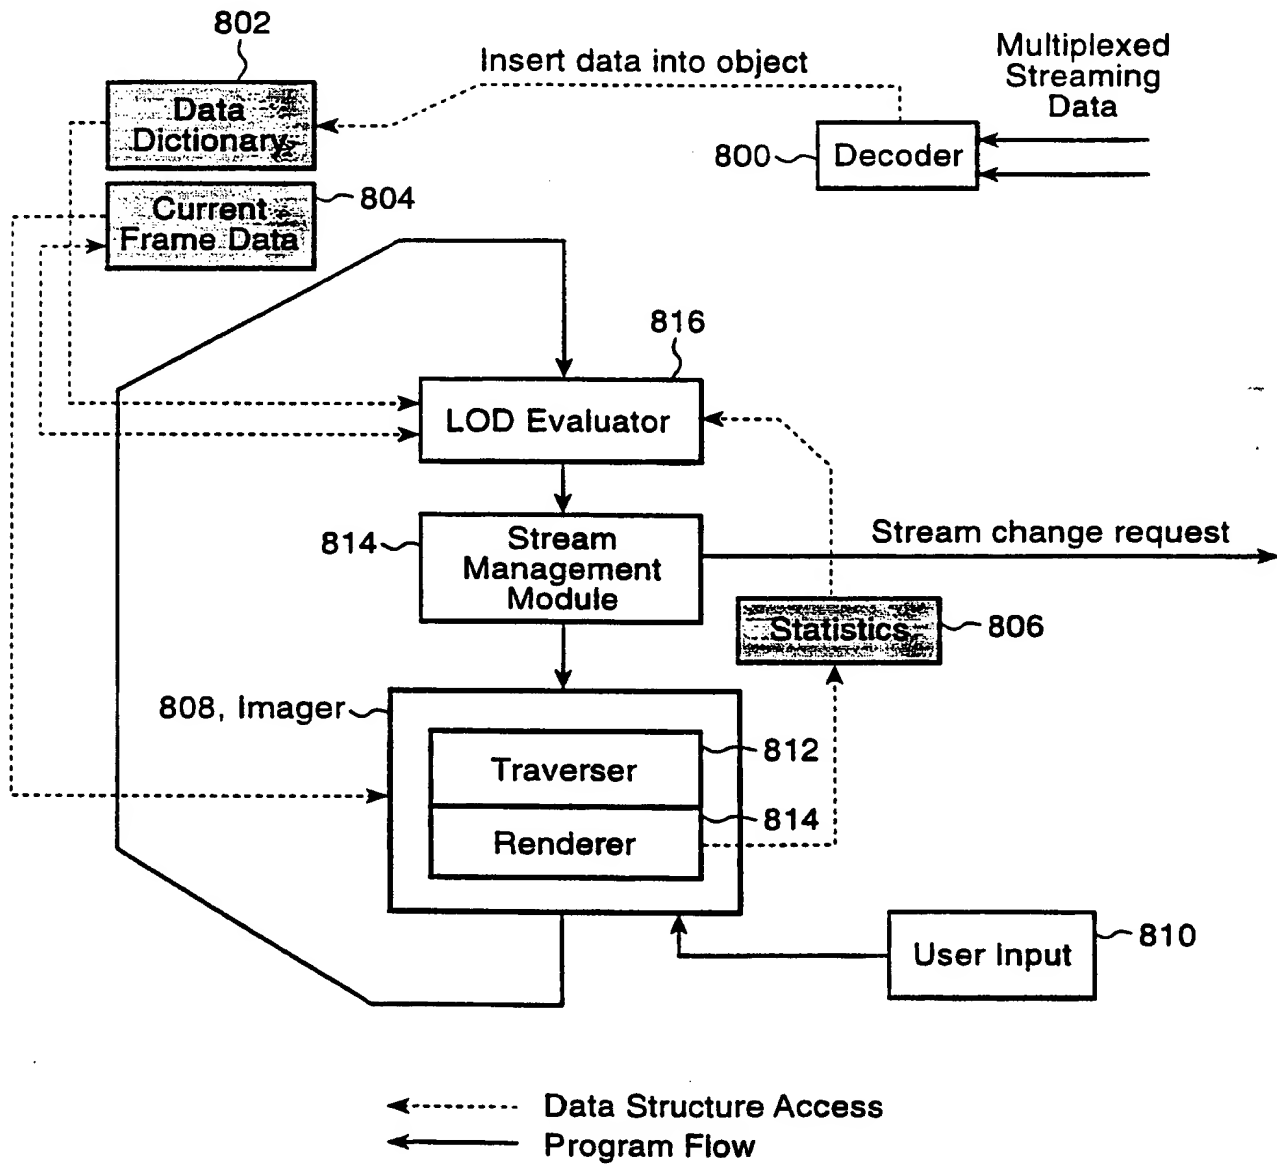 802
Insert data into object
Multiplexed
Streaming
Data
Data
Dictionary
800
Decoder
Current
Frame Data
804
816
LOD Evaluator
814
Stream
Management
Module
Stream change request
Statistics
806
808, Imager
Traverser
812
Renderer
814
User Input
810
Data Structure Access
Program Flow